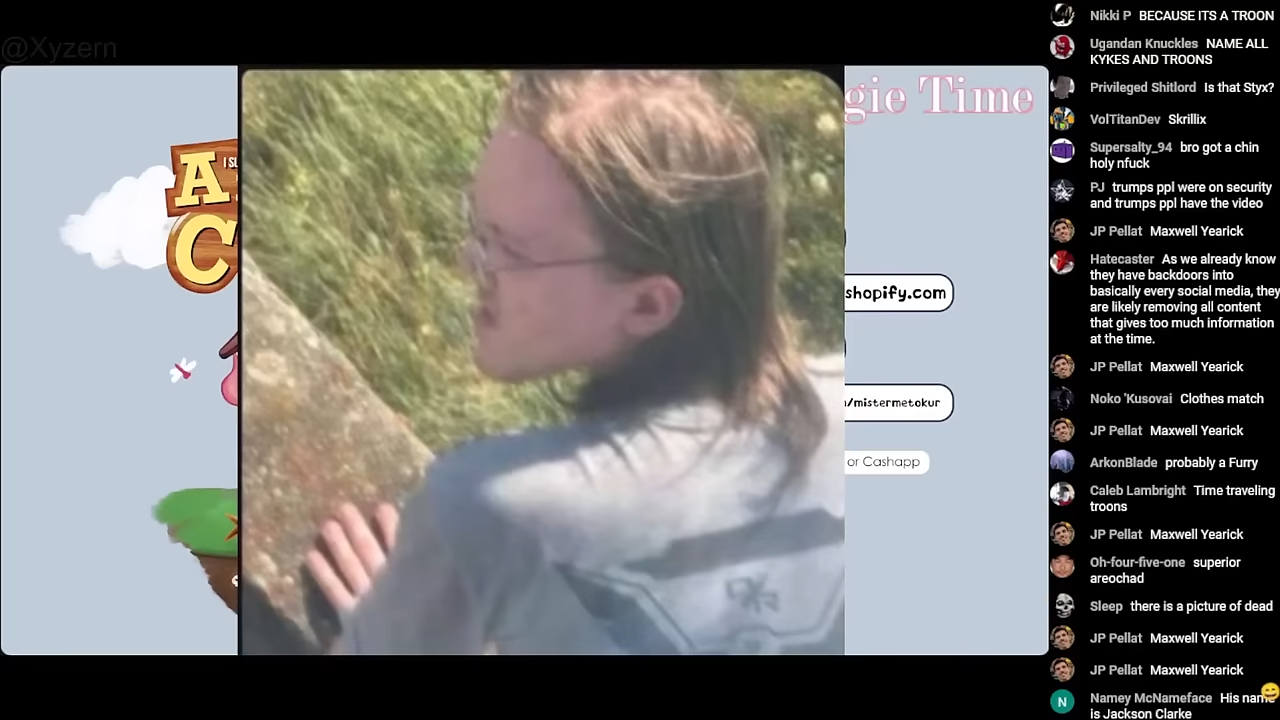 @Xyzern
gie Time
A
I SU
C
shopify.com
/mistermetokur
or Cashapp
Nikki P BECAUSE ITS A TROON
Ugandan Knuckles NAME ALL
KYKES AND TROONS
Privileged Shitlord Is that Styx?
VolTitanDev Skrillix
Supersalty_94 bro got a chin
holy nfuck
PJ trumps ppl were on security
and trumps ppl have the video
JP Pellat Maxwell Yearick
Hatecaster As we already know
they have backdoors into
basically every social media, they
are likely removing all content
that gives too much information
at the time.
JP Pellat Maxwell Yearick
Noko 'Kusovai Clothes match
JP Pellat Maxwell Yearick
ArkonBlade probably a Furry
Caleb Lambright Time traveling
troons
JP Pellat Maxwell Yearick
Oh-four-five-one superior
areochad
Sleep there is a picture of dead
JP Pellat Maxwell Yearick
JP Pellat Maxwell Yearick
N
Namey McNameface His name
is Jackson Clarke